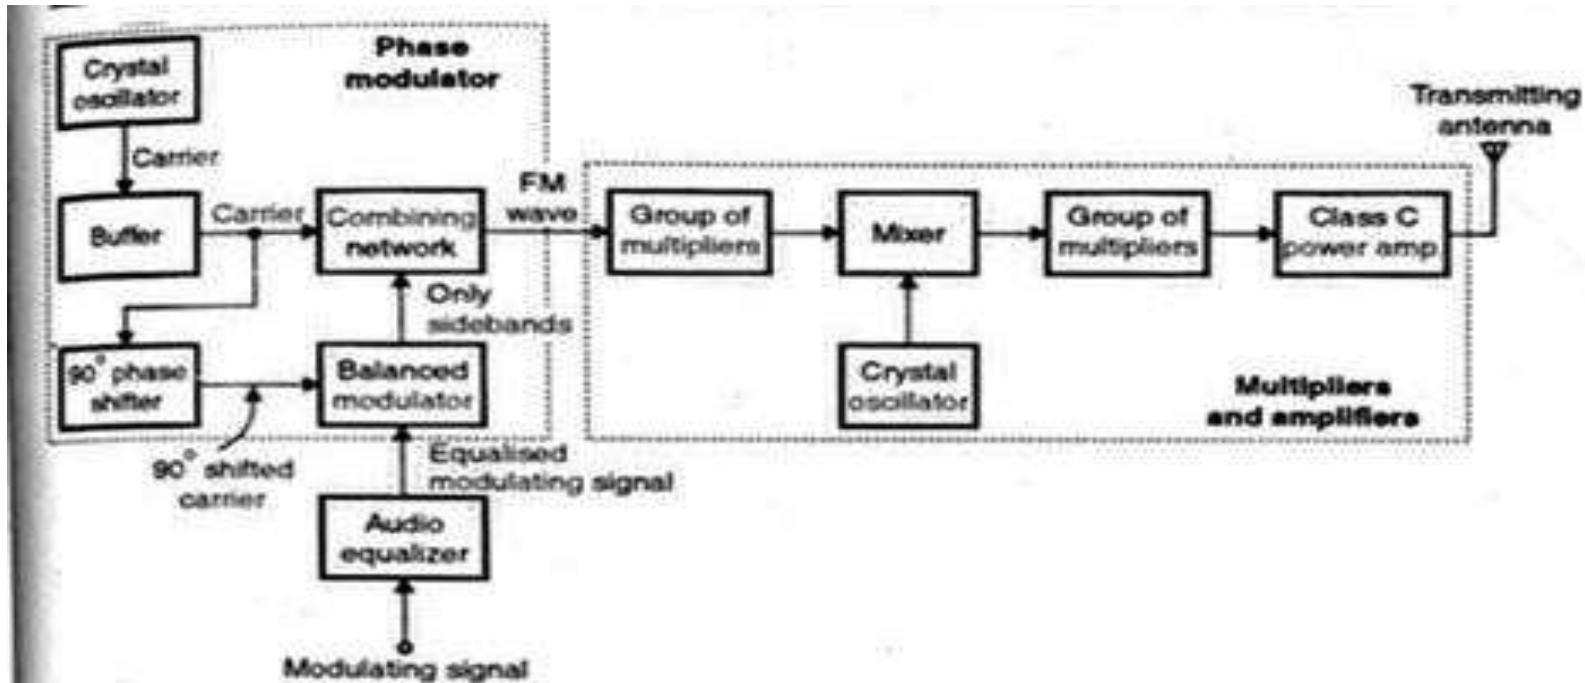 Phase
modulator
Crystal
oscillator
Carrier
Buffer
Carrier
Combining
network
FM
wave
Group of
multipliers
Mixer
Group of
multipliers
Class C
power amp.
Transmitting
antenna
Only
sidebands
90° phase
shifter
Balanced
modulator
Crystal
oscillator
Multipliers
and amplifiers
90° shifted
carrier
Equalised
modulating signal
Audio
equalizer
Modulating signal